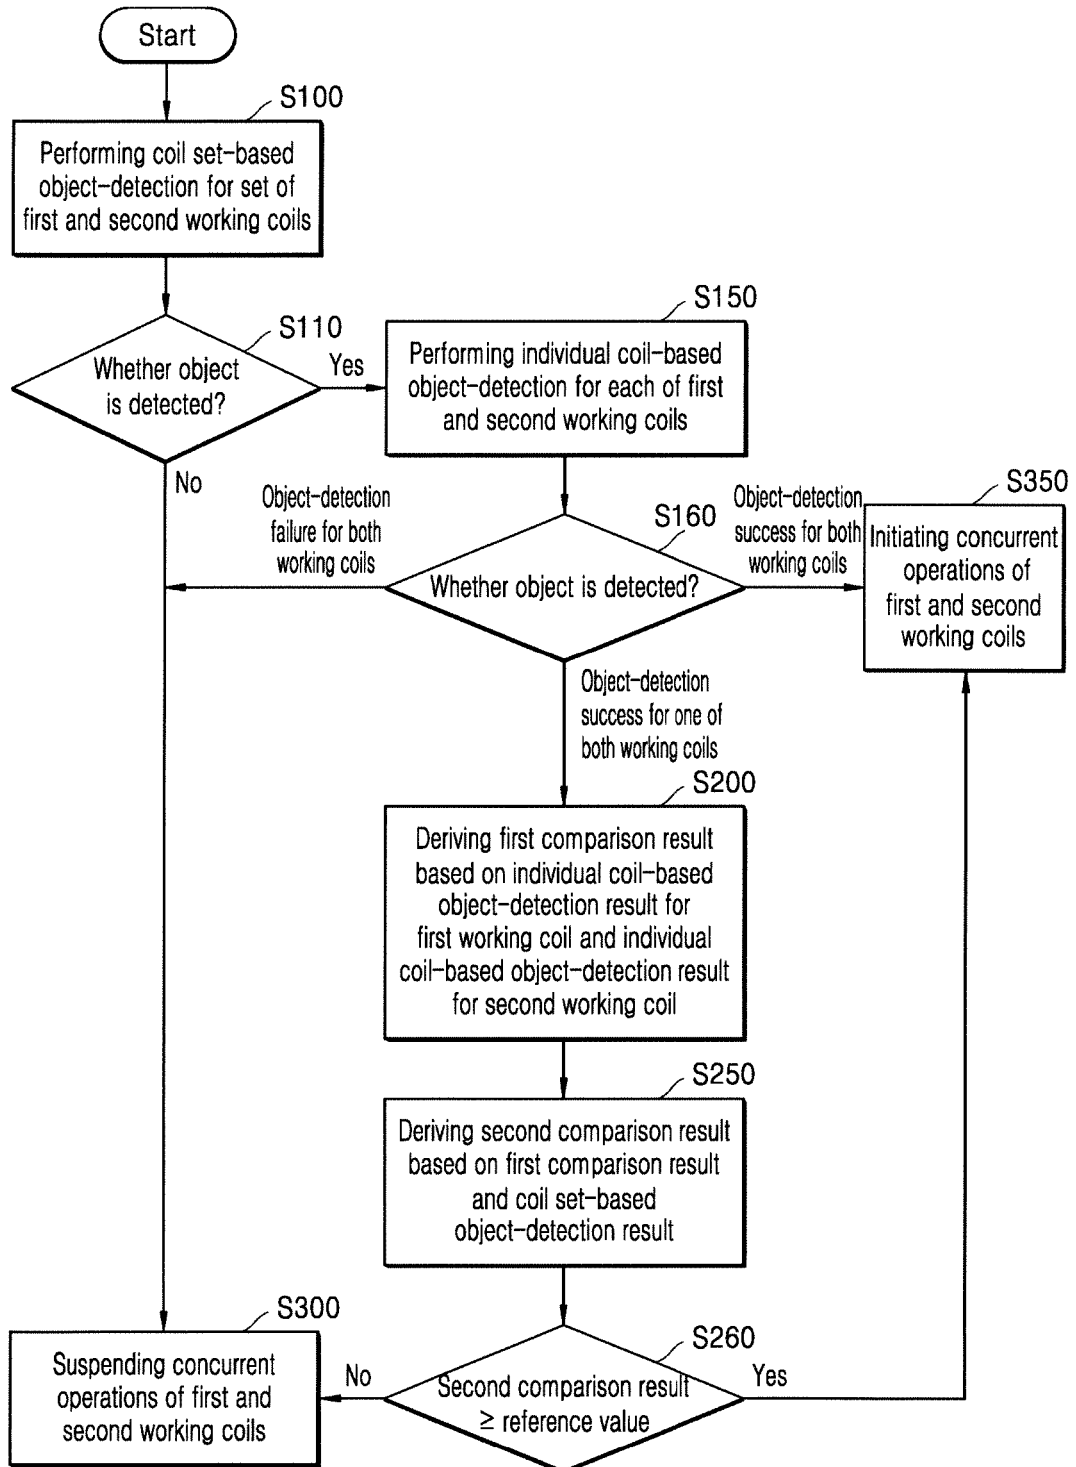 Start
S100
Performing coil set-based
object-detection for set of
first and second working coils
S110
Whether object
is detected?
Yes
No
S150
Performing individual coil-based
object-detection for each of first
and second working coils
S160
Whether object is detected?
Object-detection
failure for both
working coils
Object-detection
success for both
working coils
S350
Initiating concurrent
operations of
first and second
working coils
Object-detection
success for one of
both working coils
S200
Deriving first comparison result
based on individual coil-based
object-detection result for
first working coil and individual
coil-based object-detection result
for second working coil
S250
Deriving second comparison result
based on first comparison result
and coil set-based
object-detection result
S260
Second comparison result
≥ reference value
Yes
No
S300
Suspending concurrent
operations of first and
second working coils